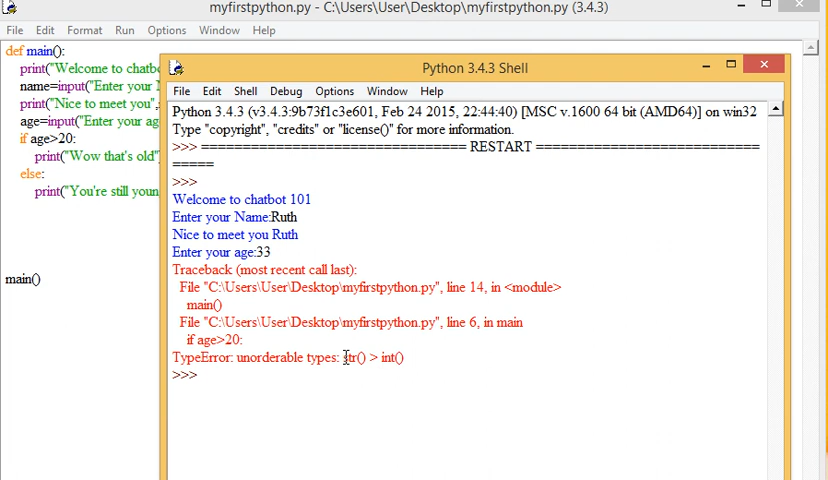 myfirstpython.py - C:\Users\User\Desktop\myfirstpython.py (3.4.3)
File Edit Format Run Options Window Help
def main():
print("Welcome to chatb
name=input("Enter your
print("Nice to meet you",
age=input("Enter your ag
if age>20:
print("Wow that's old"
else:
print("You're still youn
main()
Python 3.4.3 Shell
File Edit Shell Debug Options Window Help
Python 3.4.3 (v3.4.3:9b73f1c3e601, Feb 24 2015, 22:44:40) [MSC v.1600 64 bit (AMD64)] on win32
Type "copyright", "credits" or "license()" for more information.
>>> ================================ RESTART ===========================
=====
>>>
Welcome to chatbot 101
Enter your Name:Ruth
Nice to meet you Ruth
Enter your age:33
Traceback (most recent call last):
File "C:\Users\User\Desktop\myfirstpython.py", line 14, in <module>
main()
File "C:\Users\User\Desktop\myfirstpython.py", line 6, in main
if age>20:
TypeError: unorderable types: str() > int()
>>>